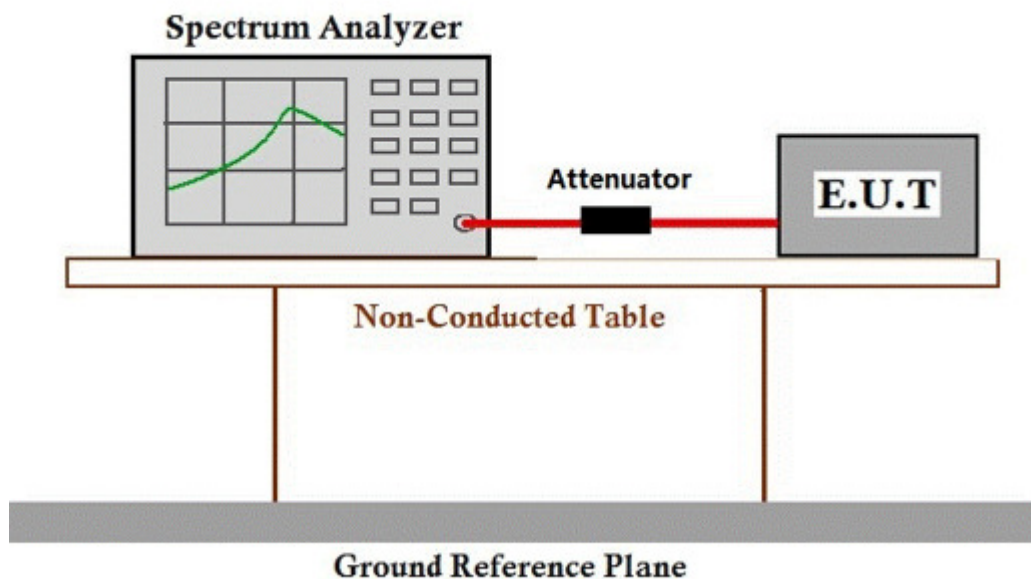 Spectrum Analyzer
Attenuator
E.U.T
Non-Conducted Table
Ground Reference Plane